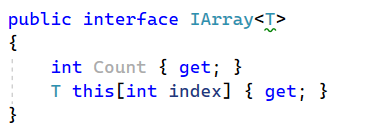 public interface IArray<T>
{
    int Count { get; }
    T this[int index] { get; }
}